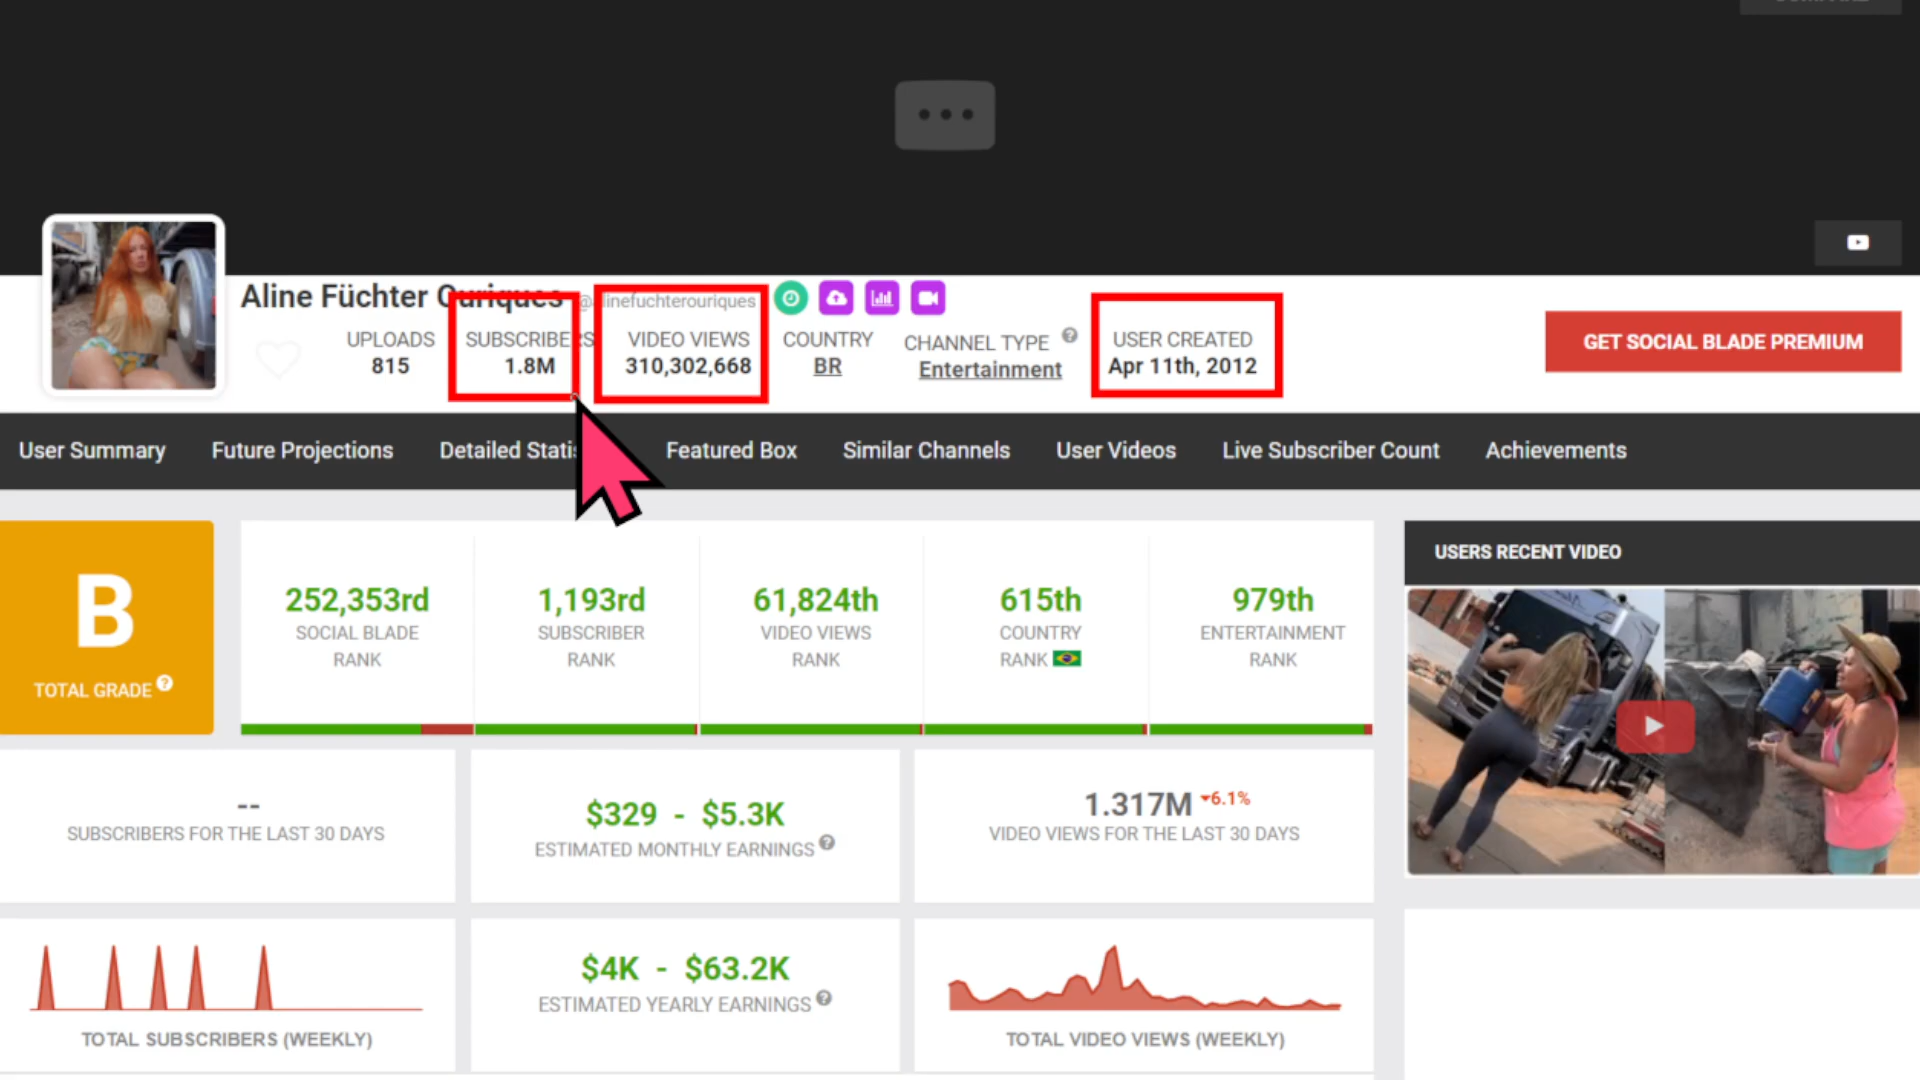 Aline Füchter Ouriques @alinefuchterouriques
UPLOADS
815
SUBSCRIBERS
1.8M
VIDEO VIEWS
310,302,668
COUNTRY
BR
CHANNEL TYPE
Entertainment
USER CREATED
Apr 11th, 2012
GET SOCIAL BLADE PREMIUM
User Summary
Future Projections
Detailed Statis
Featured Box
Similar Channels
User Videos
Live Subscriber Count
Achievements
B
TOTAL GRADE
252,353rd
SOCIAL BLADE
RANK
1,193rd
SUBSCRIBER
RANK
61,824th
VIDEO VIEWS
RANK
615th
COUNTRY
RANK
979th
ENTERTAINMENT
RANK
USERS RECENT VIDEO
--
SUBSCRIBERS FOR THE LAST 30 DAYS
$329 - $5.3K
ESTIMATED MONTHLY EARNINGS
1.317M 6.1%
VIDEO VIEWS FOR THE LAST 30 DAYS
TOTAL SUBSCRIBERS (WEEKLY)
$4K - $63.2K
ESTIMATED YEARLY EARNINGS
TOTAL VIDEO VIEWS (WEEKLY)